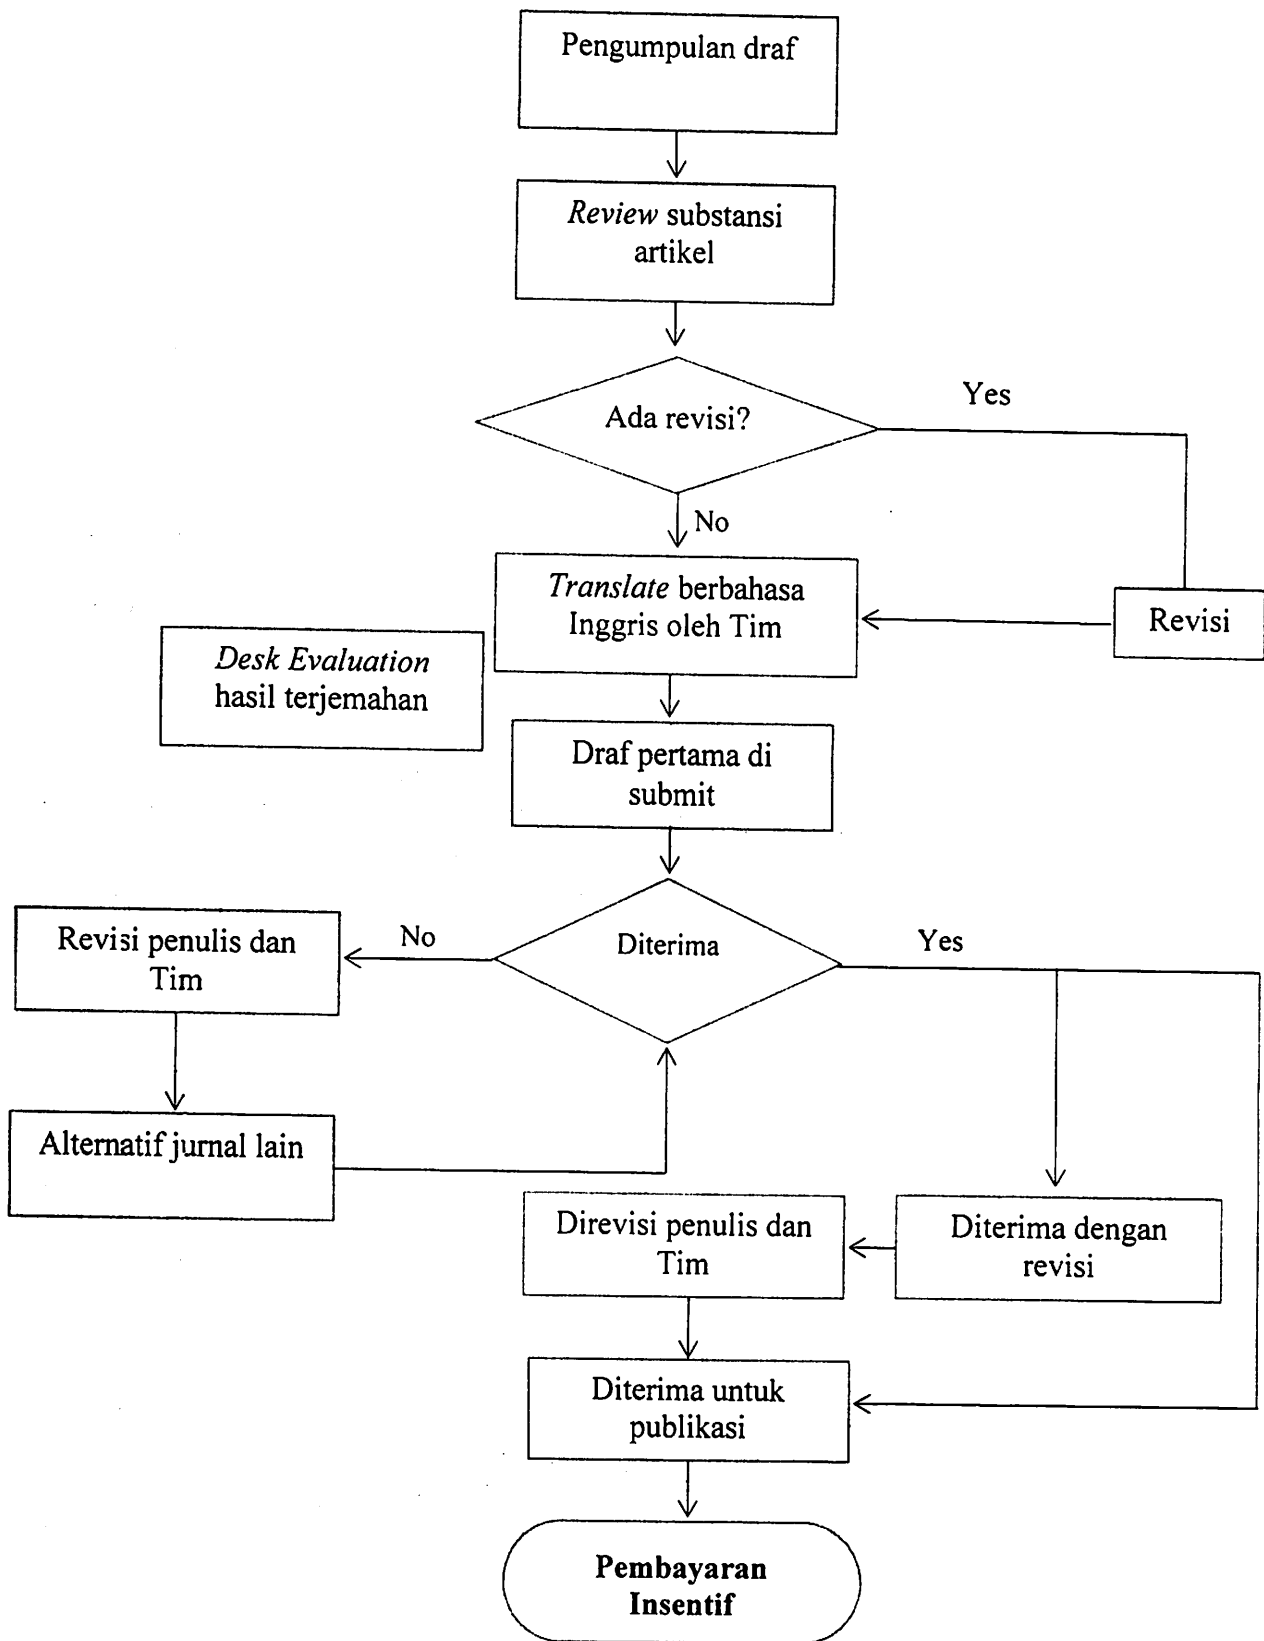 Pengumpulan draf
Review substansi
artikel
Ada revisi?
Yes
No
Translate berbahasa
Inggris oleh Tim
Revisi
Desk Evaluation
hasil terjemahan
Draf pertama di
submit
Revisi penulis dan
Tim
No
Diterima
Yes
Alternatif jurnal lain
Direvisi penulis dan
Tim
Diterima dengan
revisi
Diterima untuk
publikasi
Pembayaran
Insentif